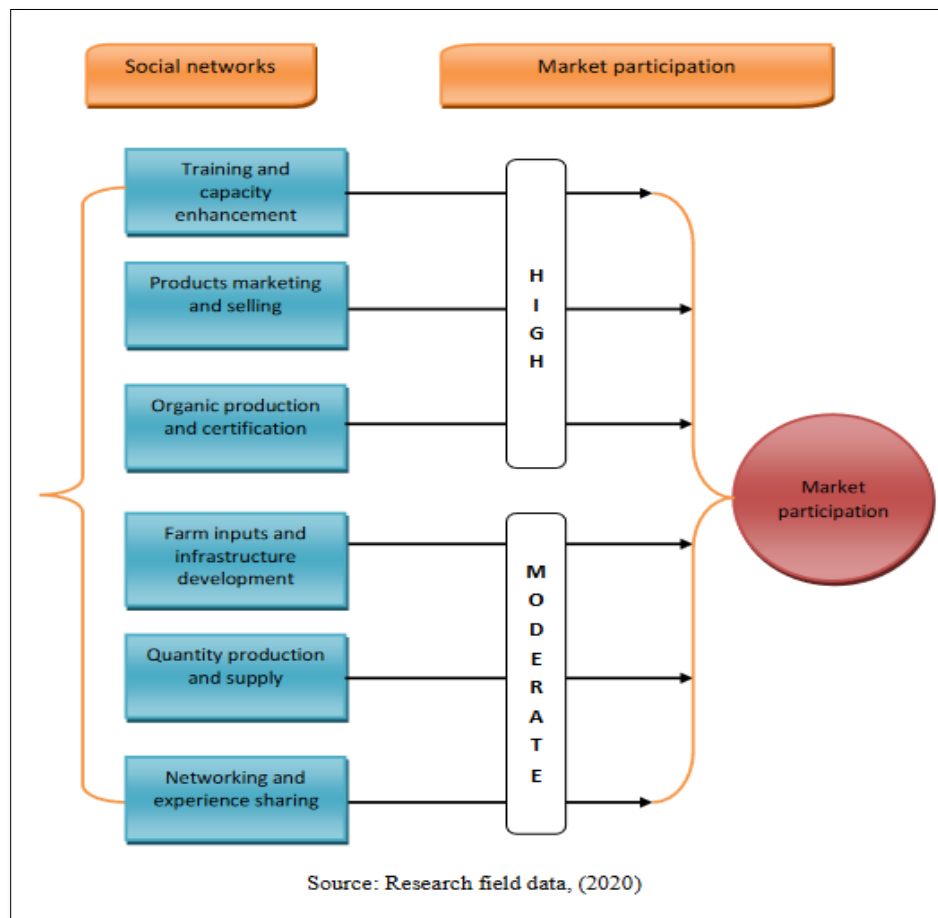 Social networks
Market participation
Training and
capacity
enhancement
Products marketing
and selling
Organic production
and certification
Farm inputs and
infrastructure
development
Quantity production
and supply
Networking and
experience sharing
H
I
G
H
M
O
D
E
R
A
T
E
Market
participation
Source: Research field data, (2020)